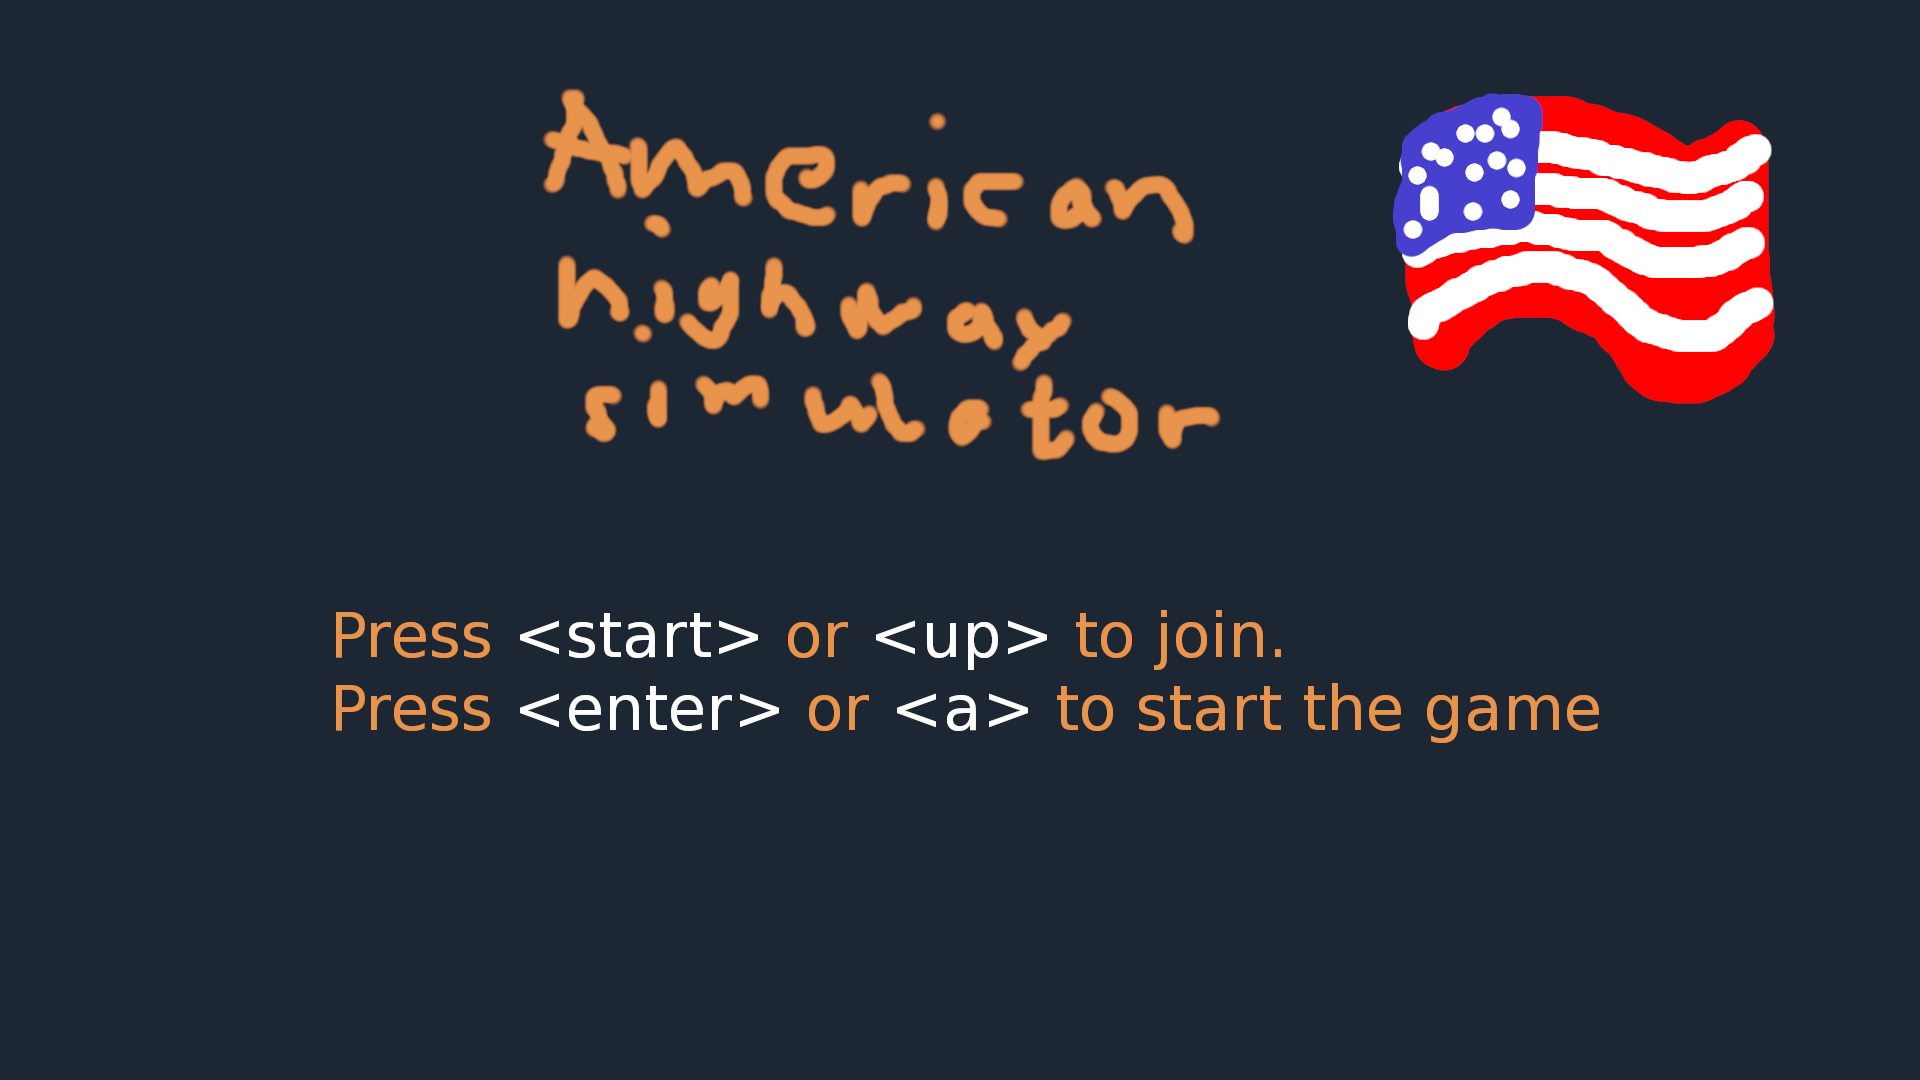 American
highway
simulator
Press <start> or <up> to join.
Press <enter> or <a> to start the game